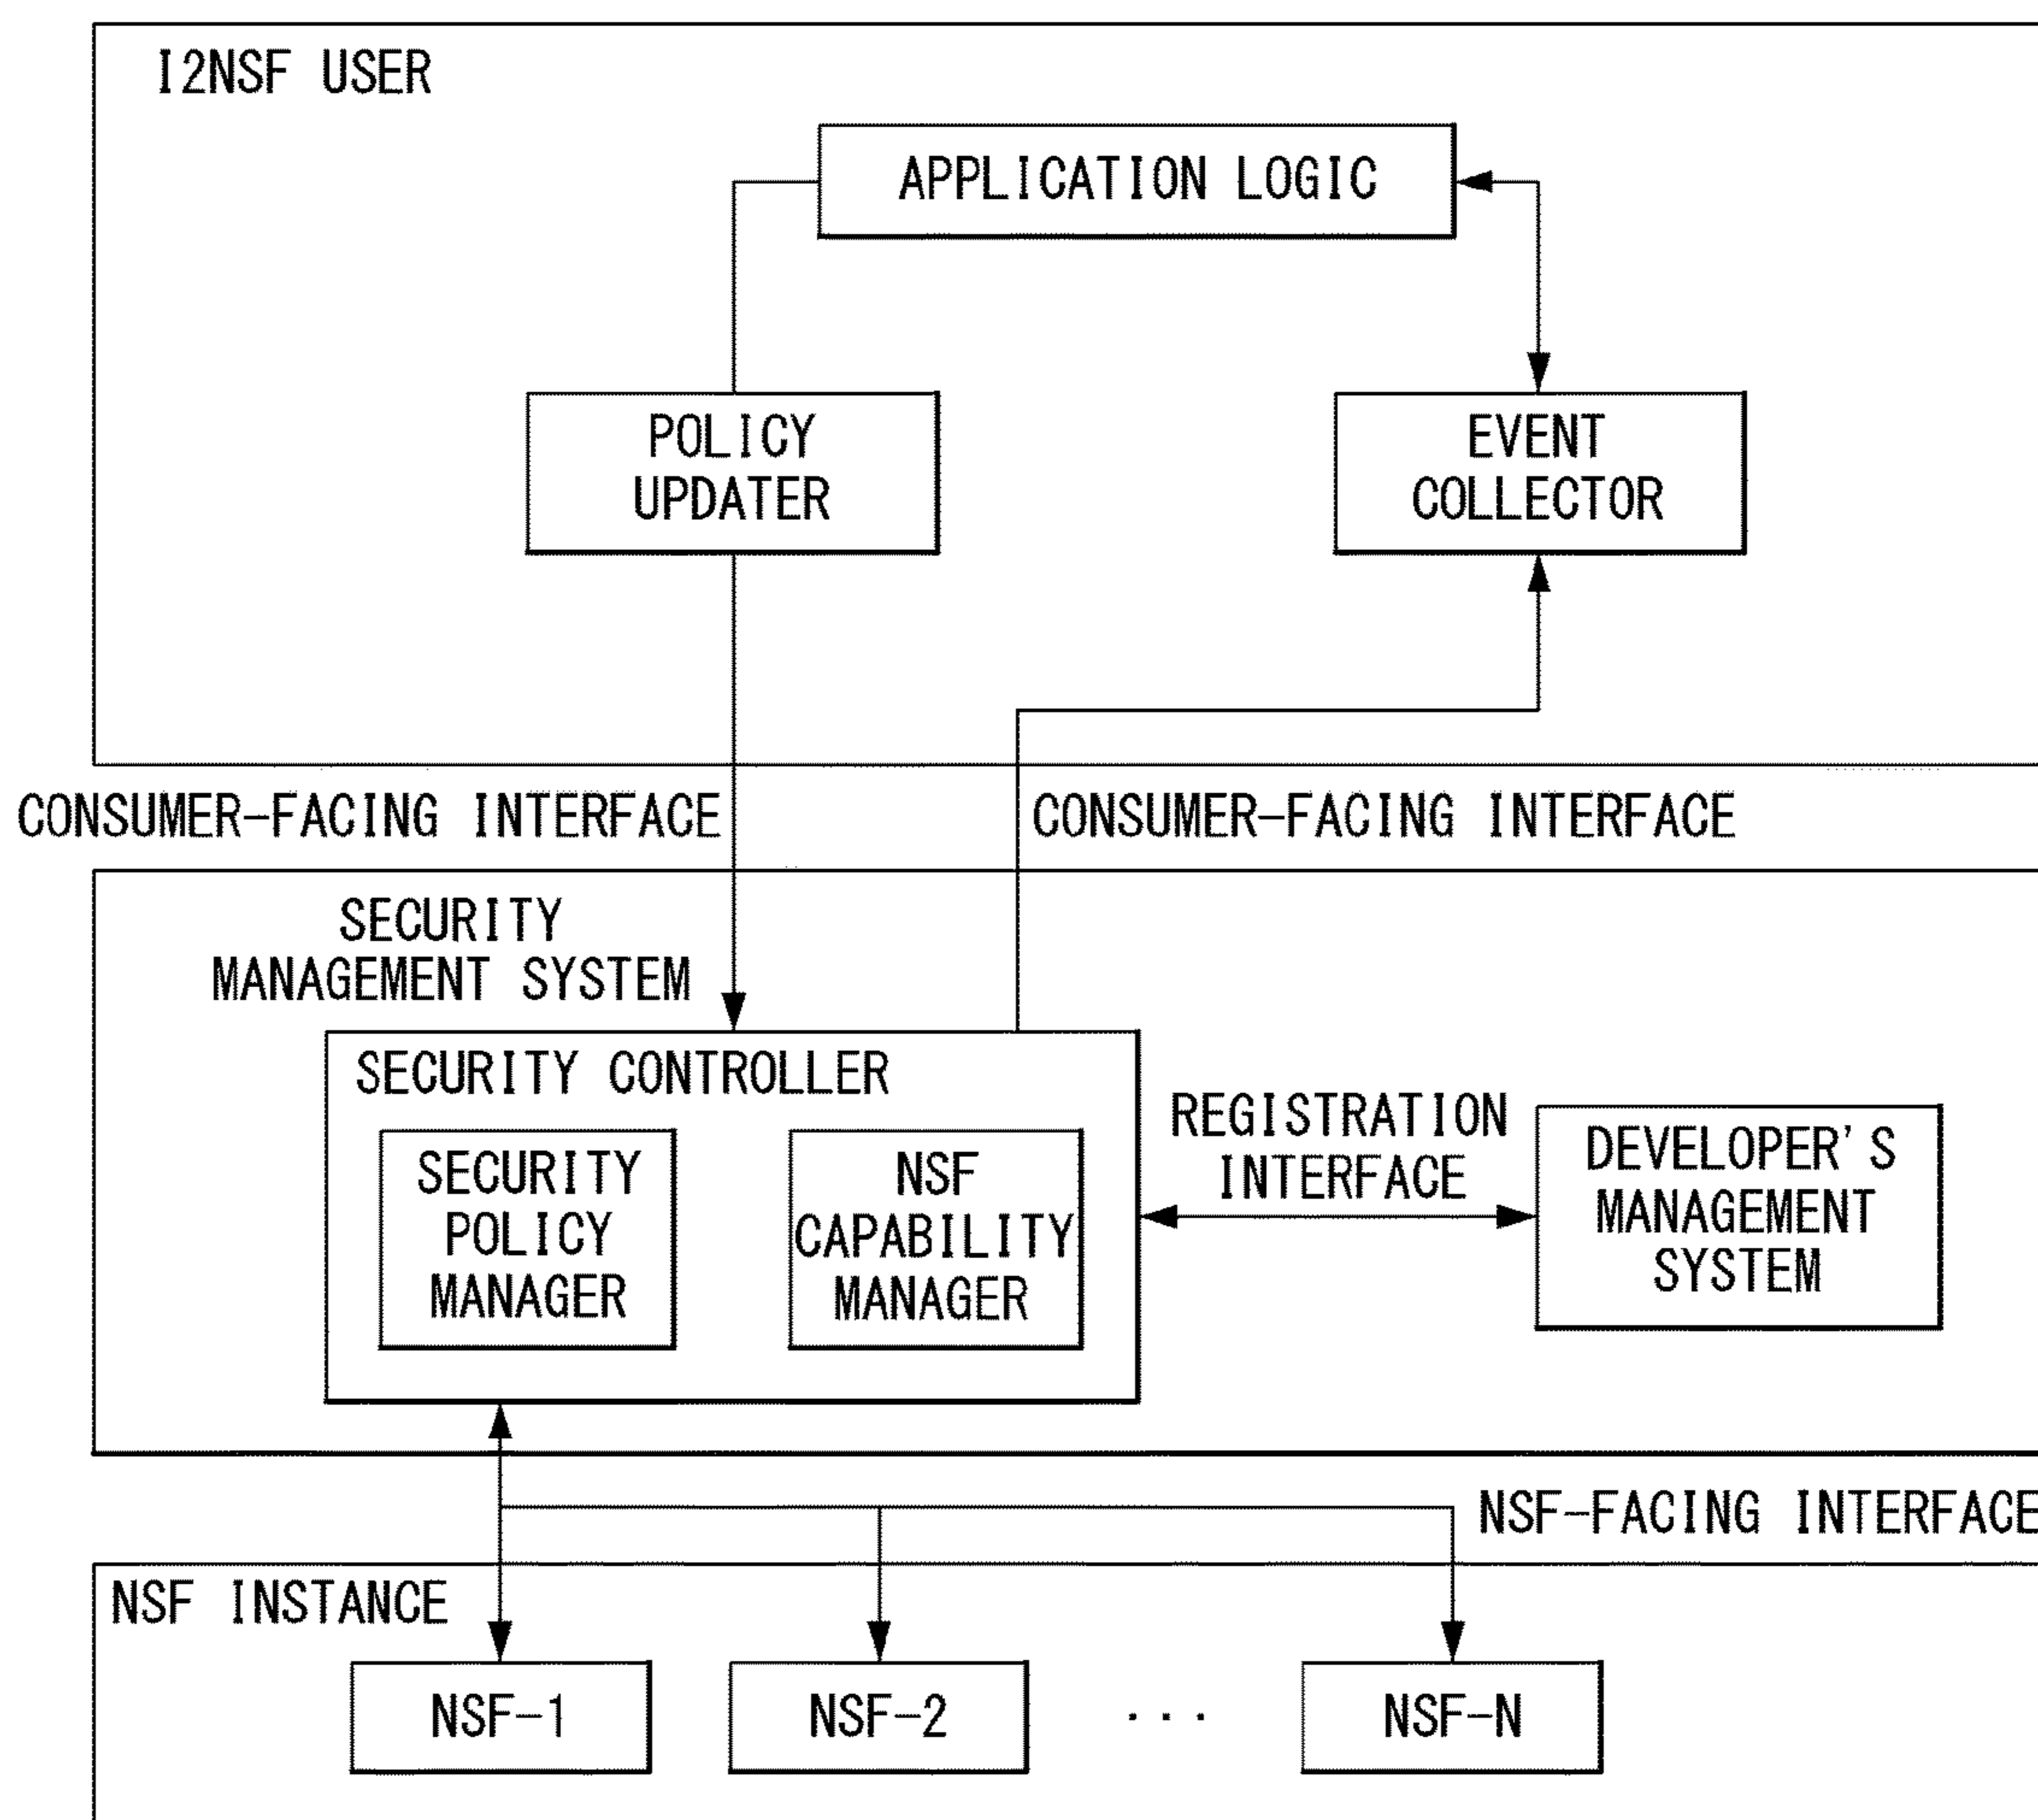 I2NSF USER
APPLICATION LOGIC
POLICY
UPDATER
EVENT
COLLECTOR
CONSUMER-FACING INTERFACE
CONSUMER-FACING INTERFACE
SECURITY
MANAGEMENT SYSTEM
SECURITY CONTROLLER
SECURITY
POLICY
MANAGER
NSF
CAPABILITY
MANAGER
REGISTRATION
INTERFACE
DEVELOPER'S
MANAGEMENT
SYSTEM
NSF-FACING INTERFACE
NSF INSTANCE
NSF-1
NSF-2
...
NSF-N